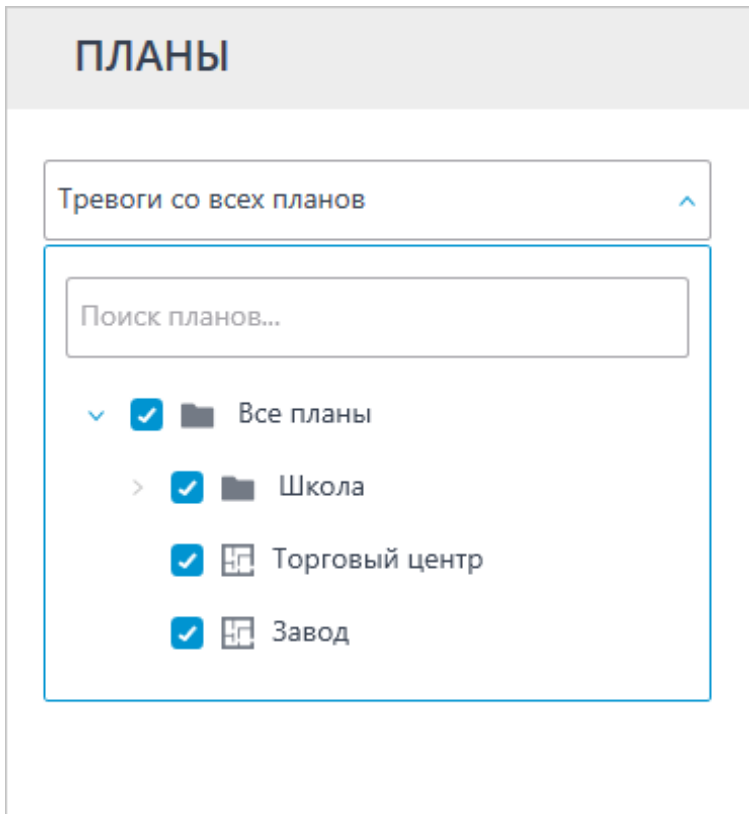 ПЛАНЫ
Тревоги со всех планов
Поиск планов...
Все планы
Школа
Торговый центр
Завод